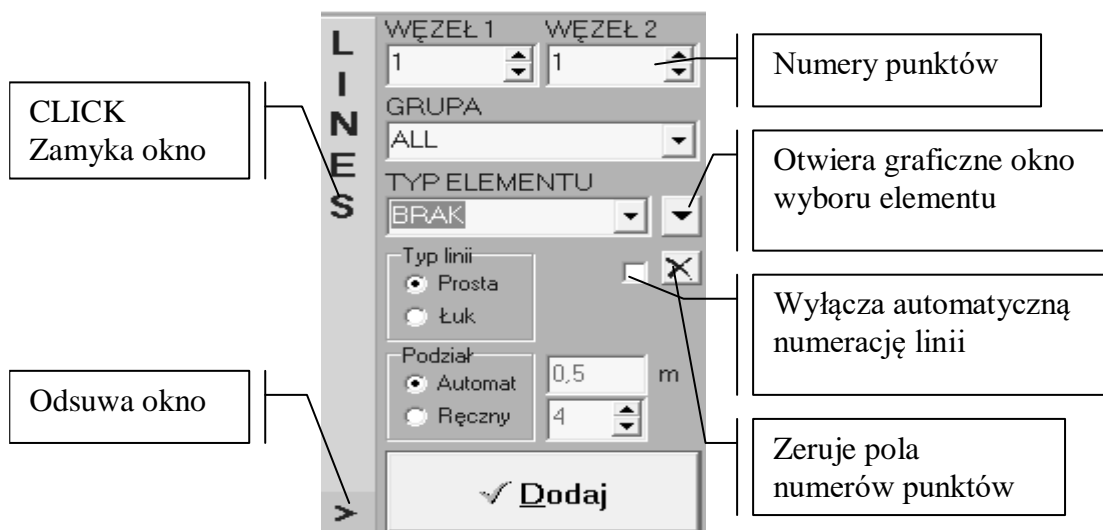 CLICK
Zamyka okno
Odsuwa okno
LINES
>
WĘZEŁ 1 WĘZEŁ 2
1 1
GRUPA
ALL
TYP ELEMENTU
BRAK
Typ linii
Prosta
Łuk
Podział
Automat 0,5 m
Ręczny 4
Dodaj
Numery punktów
Otwiera graficzne okno
wyboru elementu
Wyłącza automatyczną
numerację linii
Zeruje pola
numerów punktów